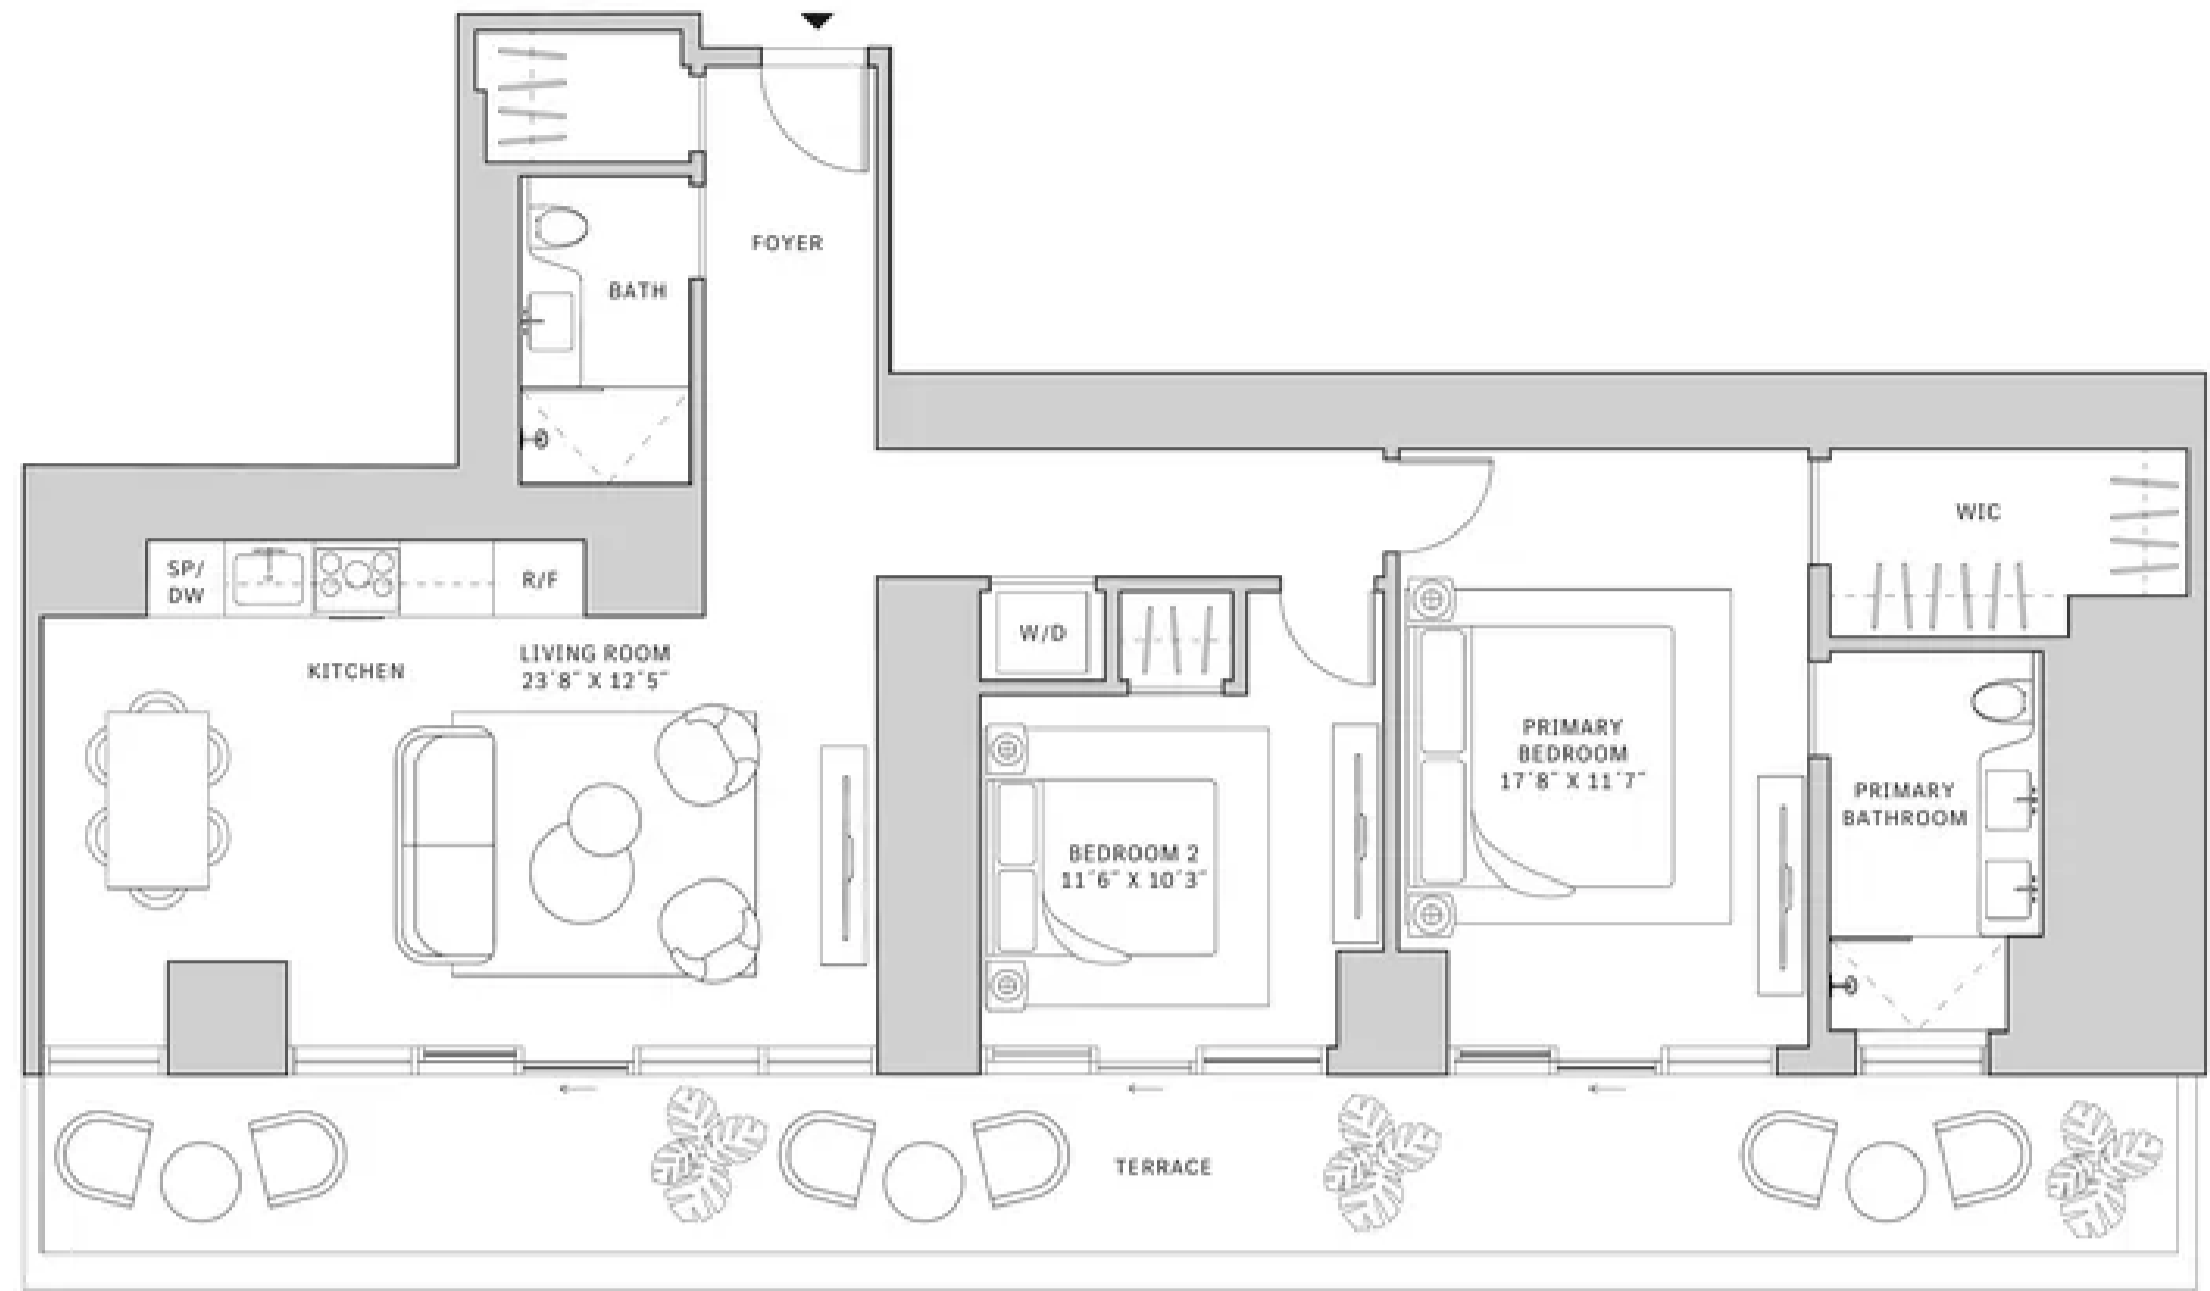 FOYER
BATH
WIC
SP/
DW
R/F
W/D
KITCHEN
LIVING ROOM
23´8˝ X 12´5˝
PRIMARY
BEDROOM
17´8˝ X 11´7˝
PRIMARY
BATHROOM
BEDROOM 2
11´6˝ X 10´3˝
TERRACE